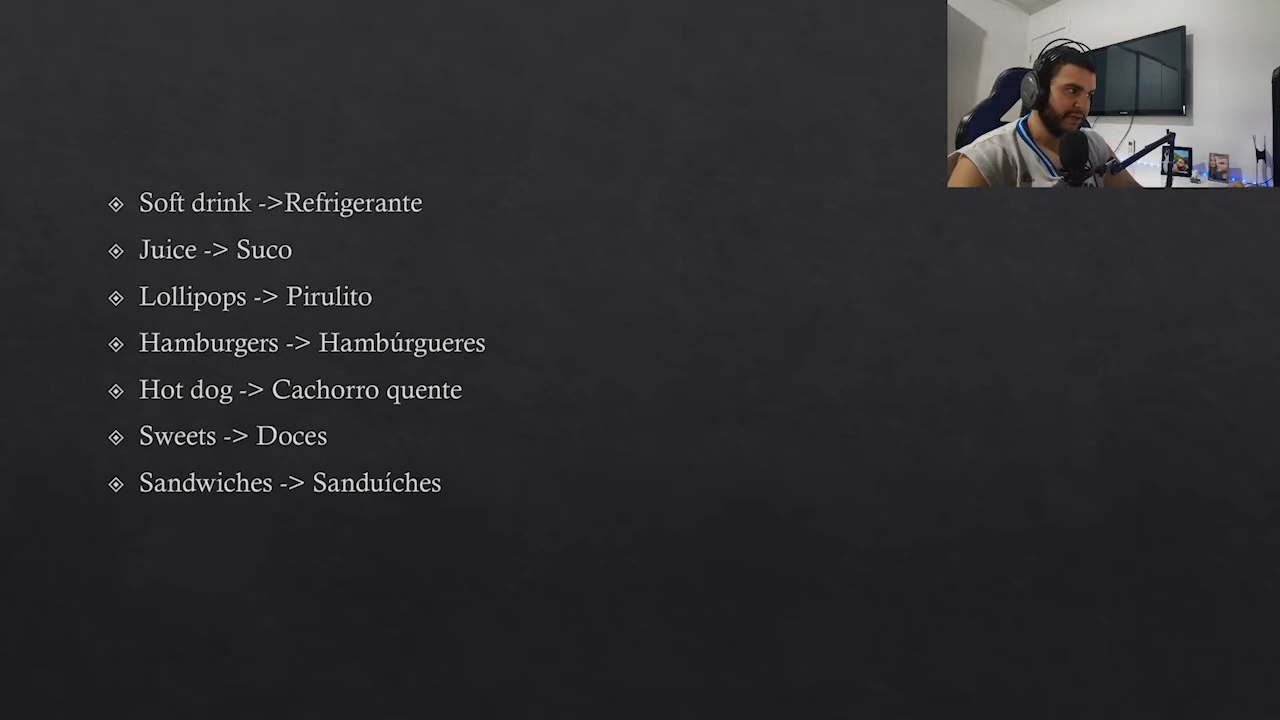 Soft drink ->Refrigerante
Juice -> Suco
Lollipops -> Pirulito
Hamburgers -> Hambúrgueres
Hot dog -> Cachorro quente
Sweets -> Doces
Sandwiches -> Sanduíches